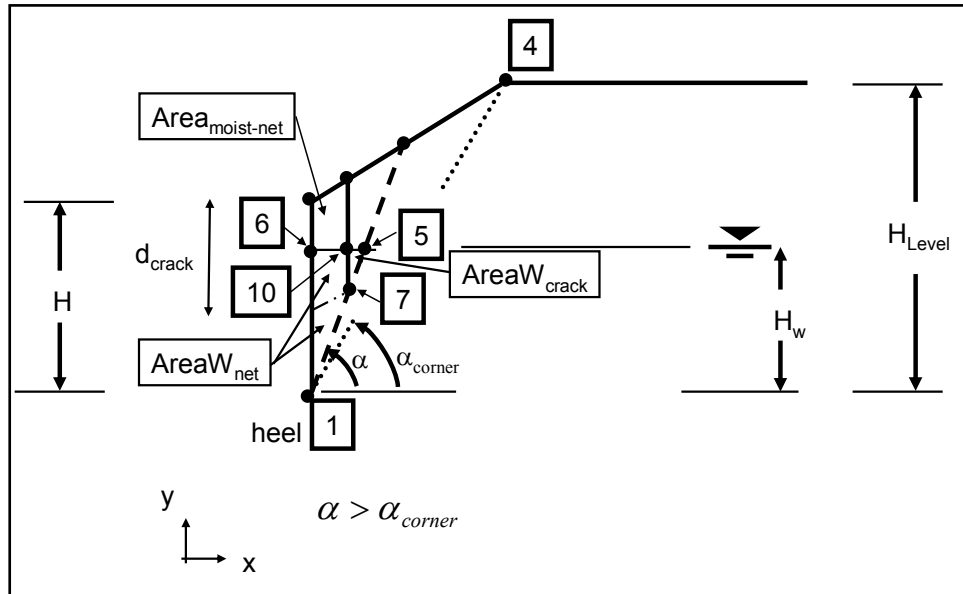 4
Area_moist-net
6
5
H_Level
d_crack
AreaW_crack
10
H
7
H_w
AreaW_net
α
α_corner
heel
1
y
α > α_corner
x